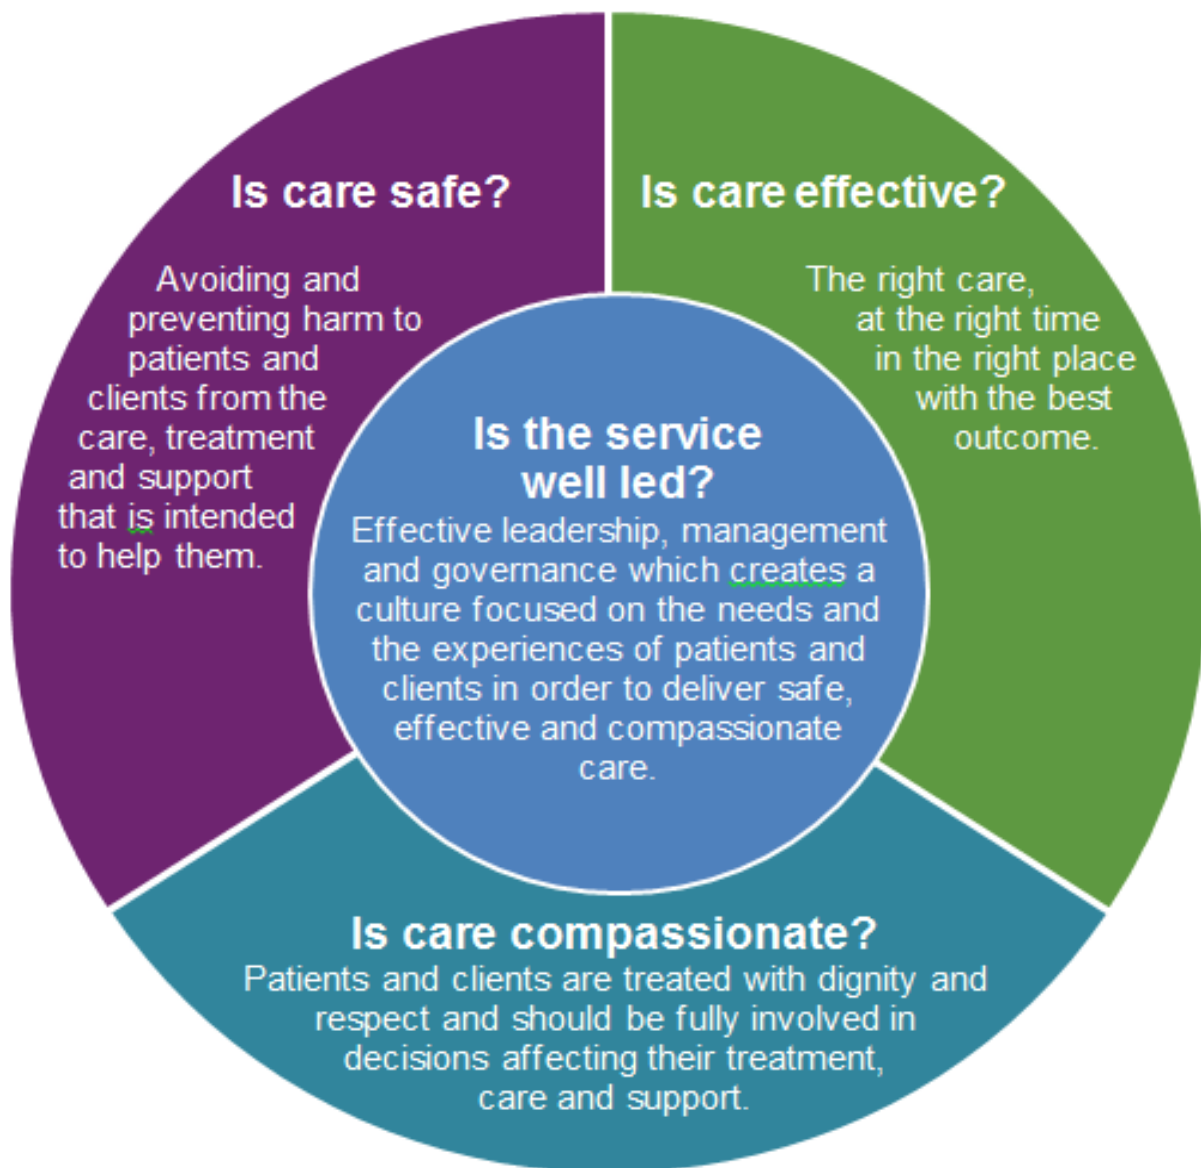 Is care safe?
Avoiding and
preventing harm to
patients and
clients from the
care, treatment
and support
that is intended
to help them.
Is care effective?
The right care,
at the right time
in the right place
with the best
outcome.
Is the service
well led?
Effective leadership, management
and governance which creates a
culture focused on the needs and
the experiences of patients and
clients in order to deliver safe,
effective and compassionate
care.
Is care compassionate?
Patients and clients are treated with dignity and
respect and should be fully involved in
decisions affecting their treatment,
care and support.